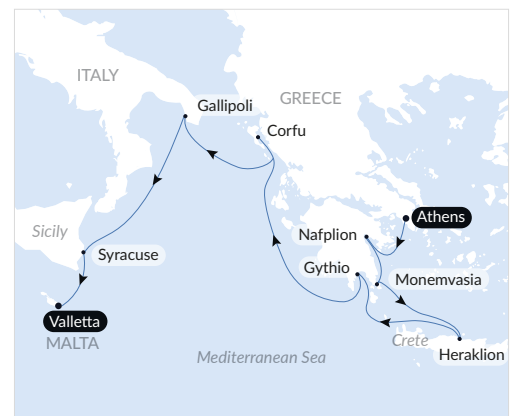 ITALY
Gallipoli
GREECE
Corfu
Athens
Sicily
Nafplion
Syracuse
Gythio
Monemvasia
Valletta
MALTA
Crete
Mediterranean Sea
Heraklion